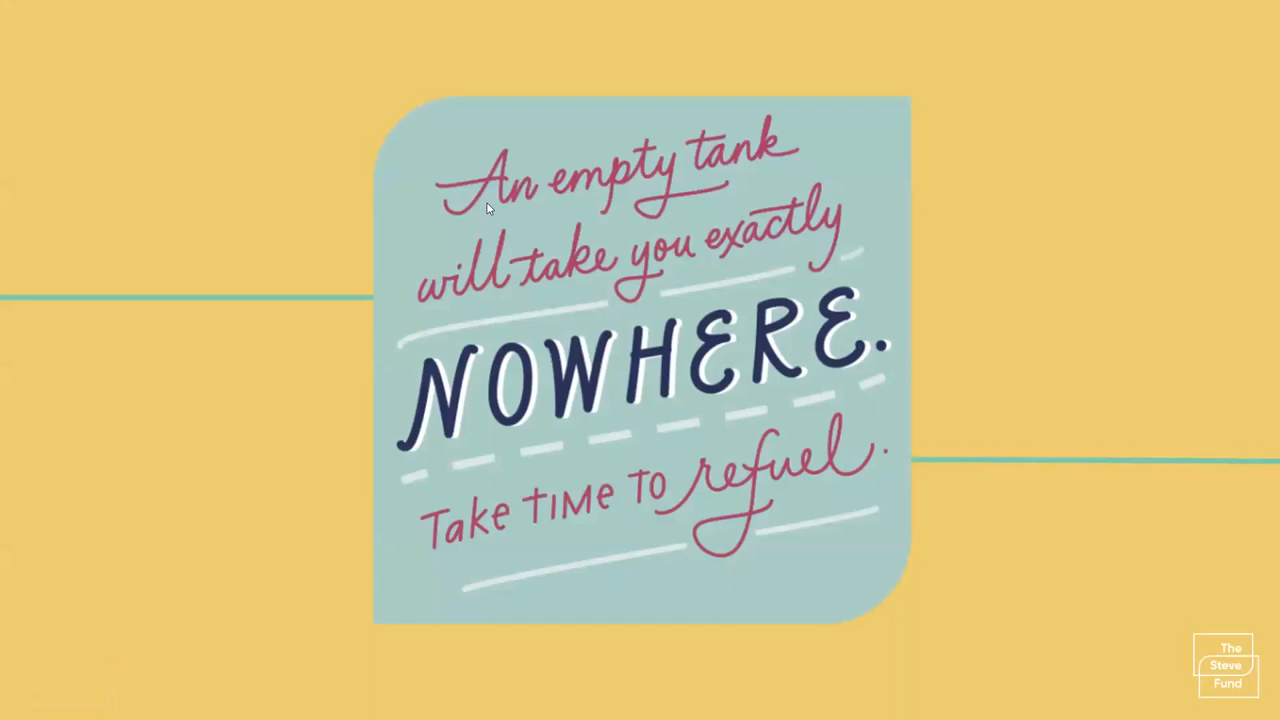 An empty tank
will take you exactly
NOWHERE.
Take TIME TO refuel.
The
Steve
Fund